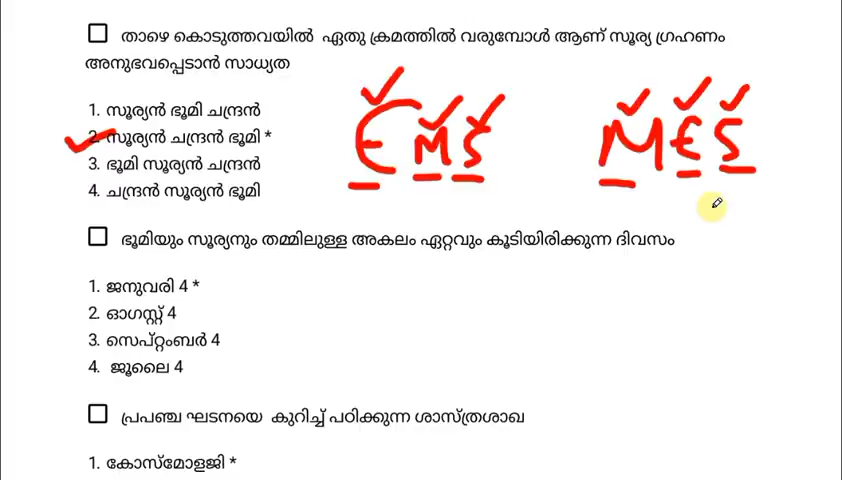 താഴെ കൊടുത്തവയിൽ ഏതു ക്രമത്തിൽ വരുമ്പോൾ ആണ് സൂര്യ ഗ്രഹണം
അനുഭവപ്പെടാൻ സാധ്യത
1. സൂര്യൻ ഭൂമി ചന്ദ്രൻ
2. സൂര്യൻ ചന്ദ്രൻ ഭൂമി *
3. ഭൂമി സൂര്യൻ ചന്ദ്രൻ
4. ചന്ദ്രൻ സൂര്യൻ ഭൂമി
E M S
M E S
ഭൂമിയും സൂര്യനും തമ്മിലുള്ള അകലം ഏറ്റവും കൂടിയിരിക്കുന്ന ദിവസം
1. ജനുവരി 4 *
2. ഓഗസ്റ്റ് 4
3. സെപ്റ്റംബർ 4
4. ജൂലൈ 4
പ്രപഞ്ച ഘടനയെ കുറിച്ച് പഠിക്കുന്ന ശാസ്ത്രശാഖ
1. കോസ്മോളജി *